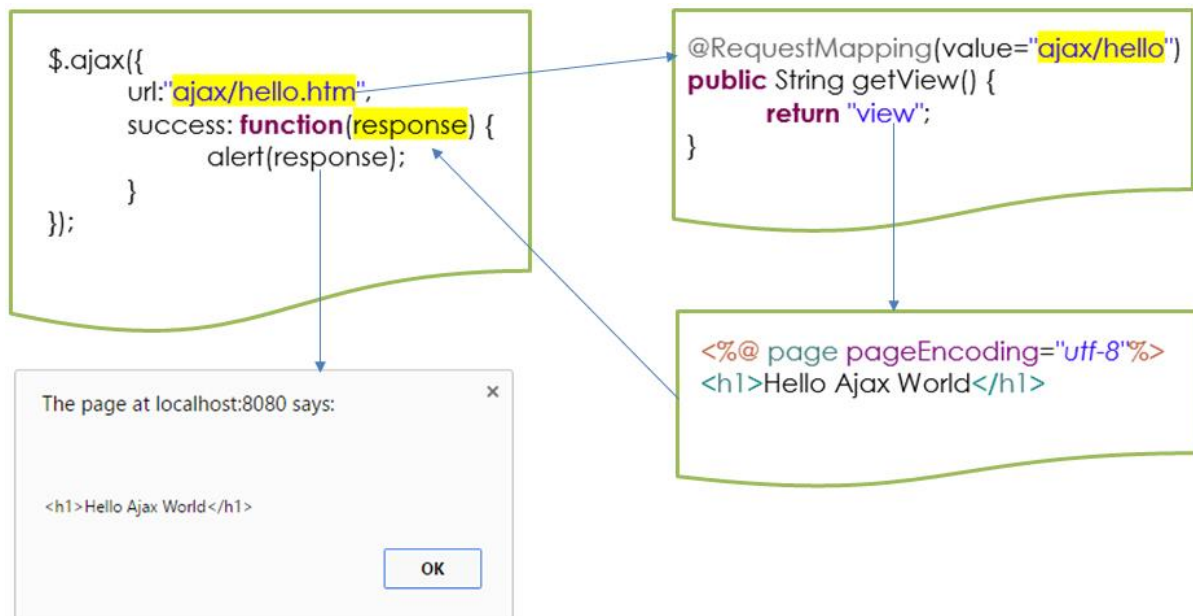 $.ajax({
url:"ajax/hello.htm",
success: function(response) {
alert(response);
}
});
@RequestMapping(value="ajax/hello")
public String getView() {
return "view";
}
<%@ page pageEncoding="utf-8"%>
<h1>Hello Ajax World</h1>
The page at localhost:8080 says:
×
<h1>Hello Ajax World</h1>
OK